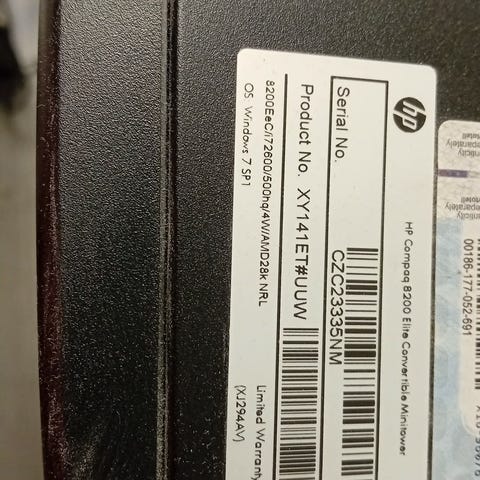 hp
HP Compaq 8200 Elite Convertible Minitower
Serial No.
CZC23335NM
Product No. XY141ET#UUW
8200EeC/i72600/500hq/4W/AMD28k NRL
OS Windows 7 SP1
Limited Warranty
(XJ294AV)
00186-177-052-691